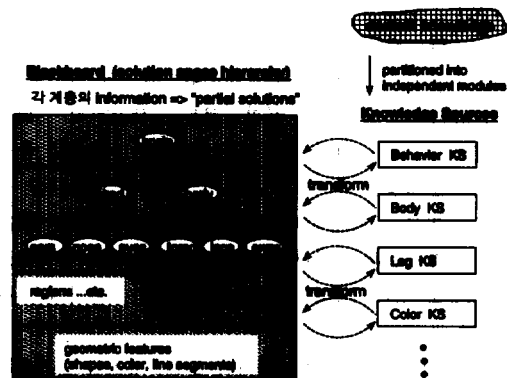 partitioned into
independent modules
Blackboard (solution space hierarchy)
Knowledge Sources
각 계층의 information => "partial solutions"
Behavior KS
transform
Body KS
Leg KS
transform
Color KS
regions ...etc.
geometric features
(shapes, color, line segments)